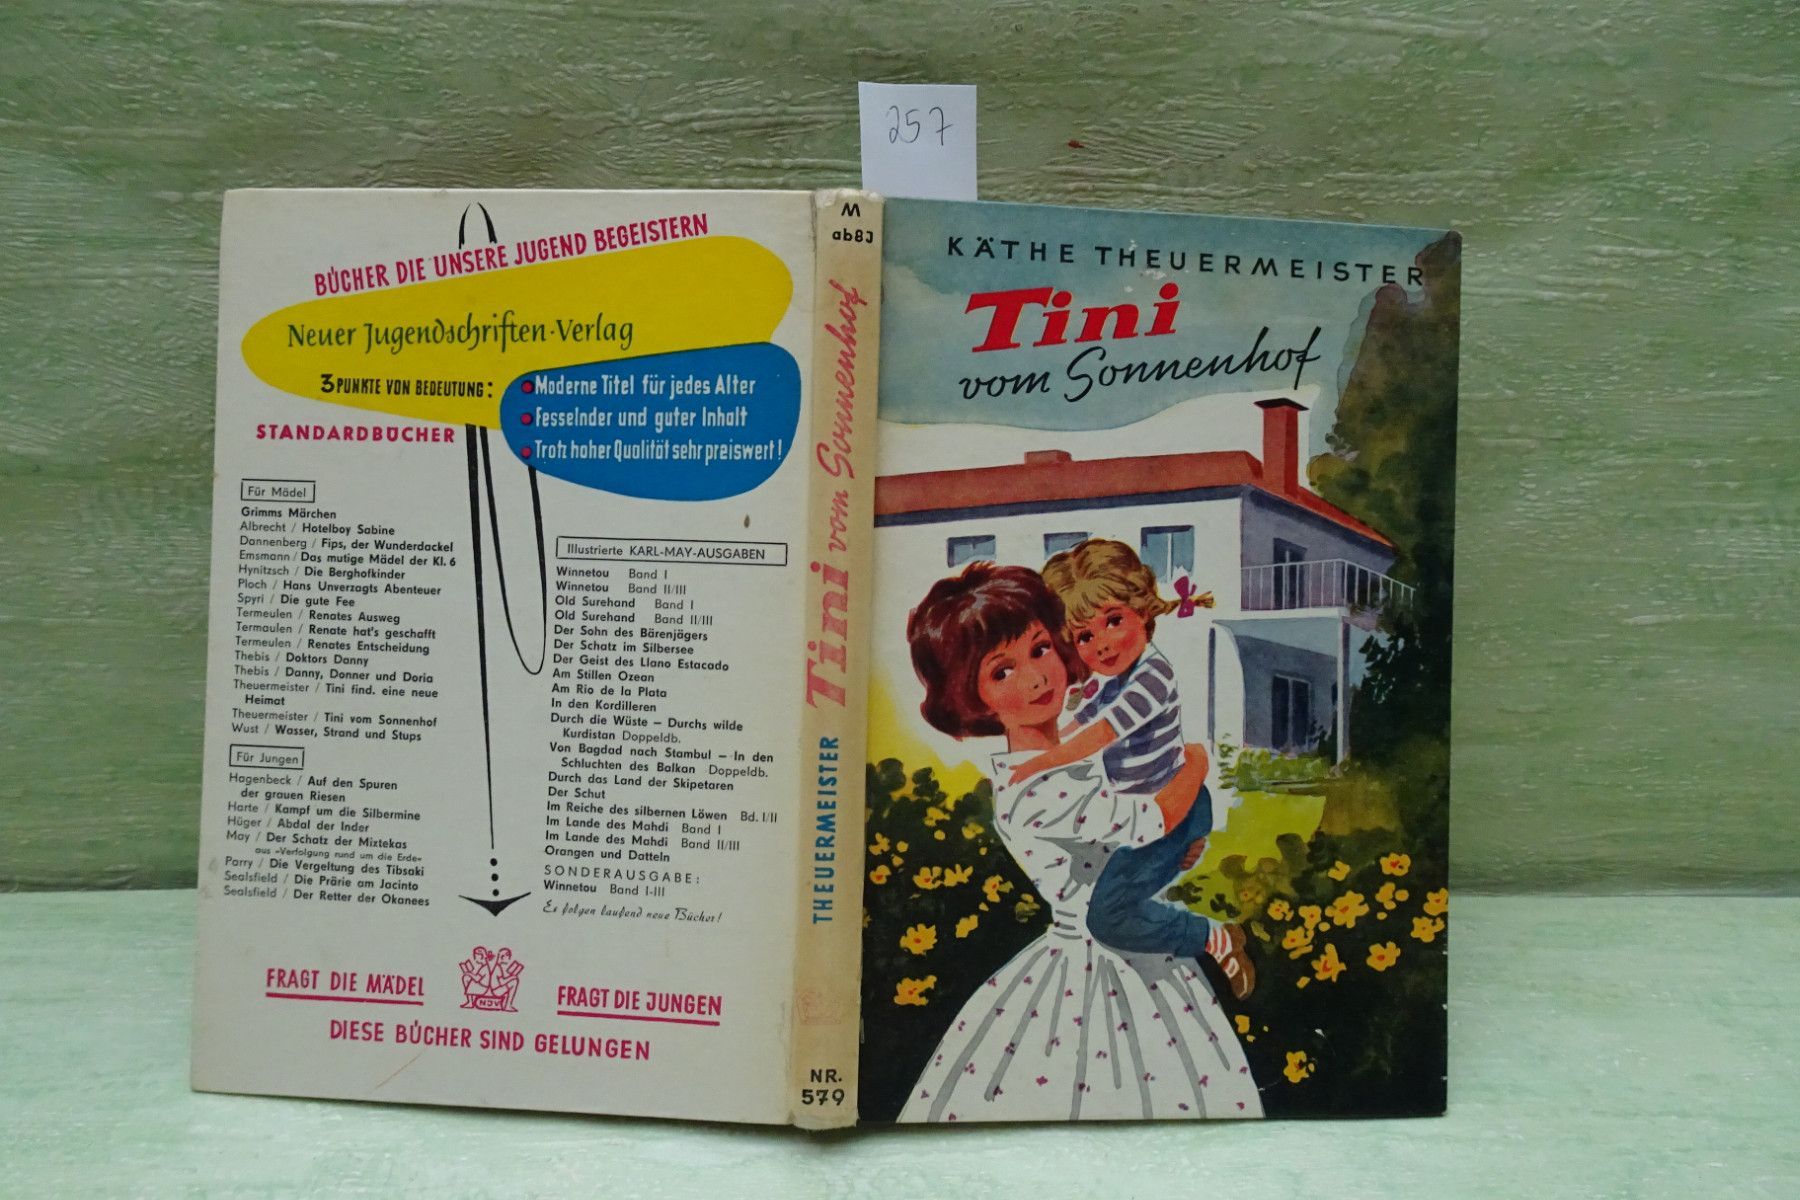 257
BÜCHER DIE UNSERE JUGEND BEGEISTERN
Neuer Jugendschriften-Verlag
3 PUNKTE VON BEDEUTUNG:
Moderne Titel für jedes Alter
Fesselnder und guter Inhalt
Trotz hoher Qualität sehr preiswert!
STANDARDBÜCHER
Für Mädel
Grimms Märchen
Albrecht / Hotelboy Sabine
Dannenberg / Fips, der Wunderdackel
Emsmann / Das mutige Mädel der Kl. 6
Hynitzsch / Die Berghofkinder
Ploch / Hans Unverzagts Abenteuer
Spyri / Die gute Fee
Termeulen / Renates Ausweg
Termeulen / Renate hat's geschafft
Termeulen / Renates Entscheidung
Thebis / Doktors Danny
Thebis / Danny, Donner und Doria
Theuermeister / Tini find. eine neue
Heimat
Theuermeister / Tini vom Sonnenhof
Wust / Wasser, Strand und Stups
Für Jungen
Hagenbeck / Auf den Spuren
der grauen Riesen
Harte / Kampf um die Silbermine
Hüger / Abdal der Inder
May / Der Schatz der Mixtekas
aus »Verfolgung rund um die Erde«
Parry / Die Vergeltung des Tibsaki
Sealsfield / Die Prärie am Jacinto
Sealsfield / Der Retter der Okanees
Illustrierte KARL-MAY-AUSGABEN
Winnetou Band I
Winnetou Band II/III
Old Surehand Band I
Old Surehand Band II/III
Der Sohn des Bärenjägers
Der Schatz im Silbersee
Der Geist des Llano Estacado
Am Stillen Ozean
Am Rio de la Plata
In den Kordilleren
Durch die Wüste – Durchs wilde
Kurdistan Doppeldb.
Von Bagdad nach Stambul – In den
Schluchten des Balkan Doppeldb.
Durch das Land der Skipetaren
Der Schut
Im Reiche des silbernen Löwen Bd. I/II
Im Lande des Mahdi Band I
Im Lande des Mahdi Band II/III
Orangen und Datteln
SONDERAUSGABE:
Winnetou Band I-III
Es folgen laufend neue Bücher!
FRAGT DIE MÄDEL
NJV
FRAGT DIE JUNGEN
DIESE BÜCHER SIND GELUNGEN
M
ab8J
THEUERMEISTER Tini vom Sonnenhof
NR.
579
KÄTHE THEUERMEISTER
Tini
vom Sonnenhof